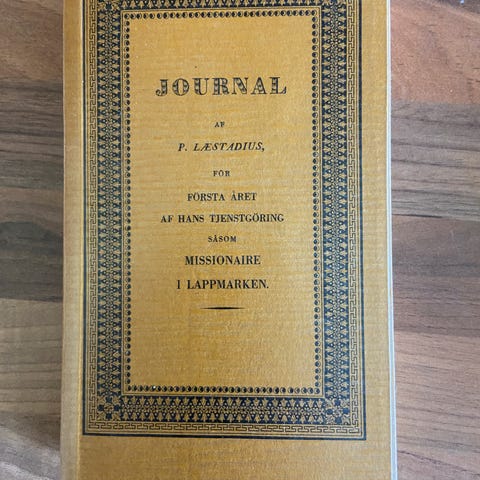 JOURNAL
AF
P. LÆSTADIUS,
FÖR
FÖRSTA ÅRET
AF HANS TJENSTGÖRING
SÅSOM
MISSIONAIRE
I LAPPMARKEN.